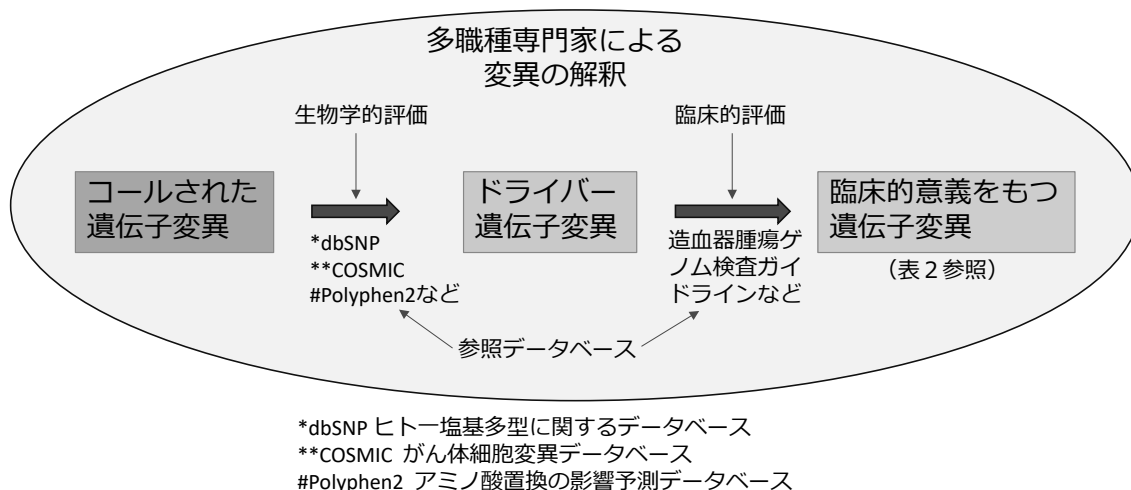 多職種専門家による
変異の解釈
生物学的評価
臨床的評価
コールされた
遺伝子変異
ドライバー
遺伝子変異
臨床的意義をもつ
遺伝子変異
*dbSNP
**COSMIC
#Polyphen2など
造血器腫瘍ゲ
ノム検査ガイ
ドラインなど
（表２参照）
参照データベース
*dbSNP ヒト一塩基多型に関するデータベース
**COSMIC がん体細胞変異データベース
#Polyphen2 アミノ酸置換の影響予測データベース